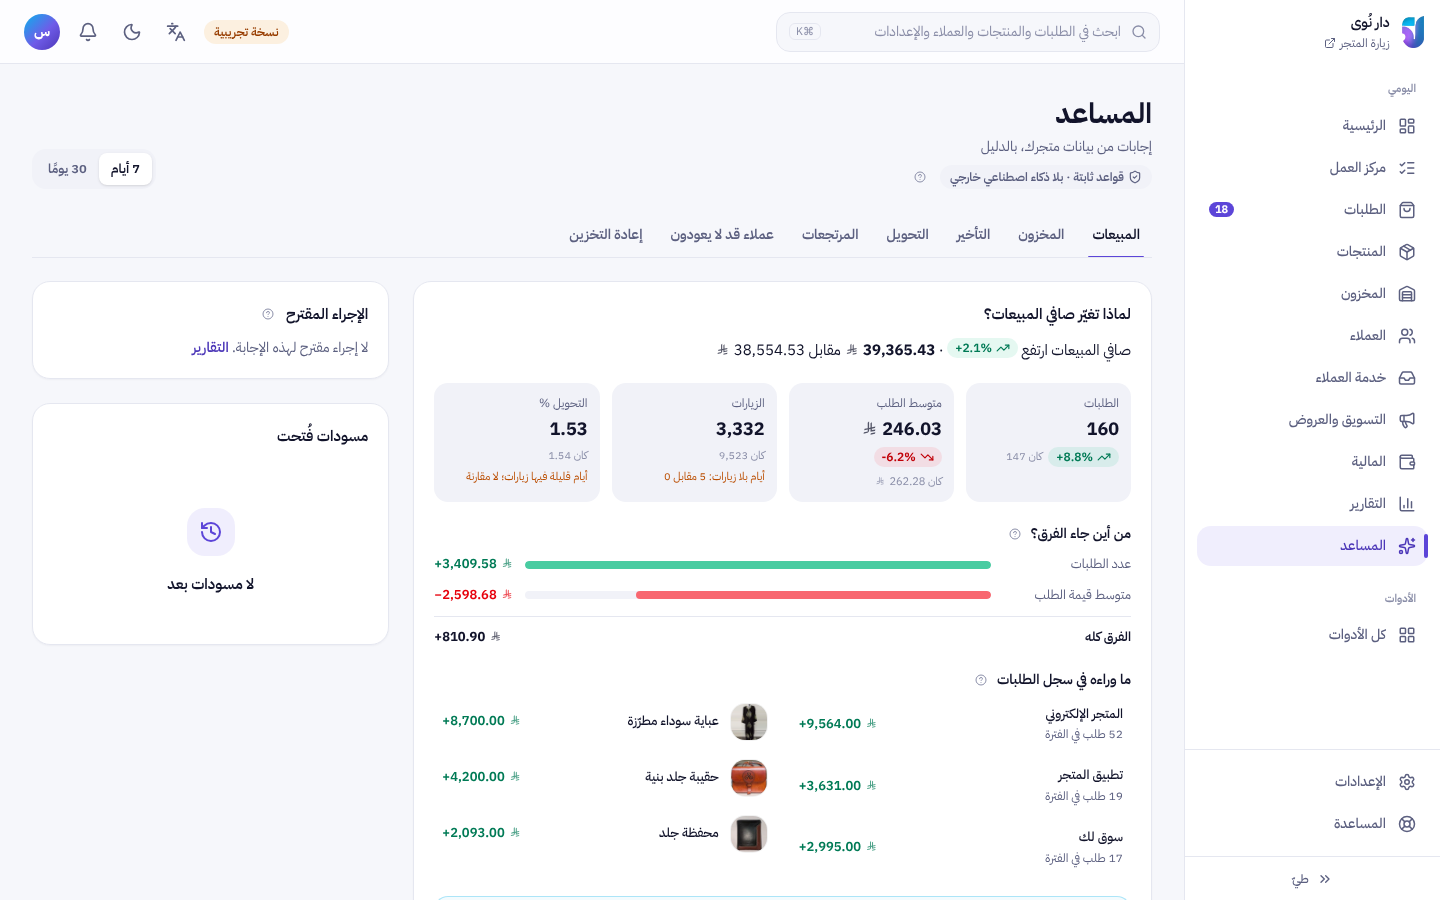 دار نُوى
زيارة المتجر
اليومي
الرئيسية
مركز العمل
الطلبات 18
المنتجات
المخزون
العملاء
خدمة العملاء
التسويق والعروض
المالية
التقارير
المساعد
الأدوات
كل الأدوات
الإعدادات
المساعدة
طيّ
ابحث في الطلبات والمنتجات والعملاء والإعدادات ⌘K
نسخة تجريبية
س
المساعد
إجابات من بيانات متجرك، بالدليل
قواعد ثابتة · بلا ذكاء اصطناعي خارجي
7 أيام
30 يومًا
المبيعات
المخزون
التأخير
التحويل
المرتجعات
عملاء قد لا يعودون
إعادة التخزين
لماذا تغيّر صافي المبيعات؟
صافي المبيعات ارتفع +2.1% · 39,365.43 مقابل 38,554.53
الطلبات
160
+8.8% كان 147
متوسط الطلب
246.03
-6.2%
كان 262.28
الزيارات
3,332
كان 9,523
أيام بلا زيارات: 5 مقابل 0
التحويل %
1.53
كان 1.54
أيام قليلة فيها زيارات؛ لا مقارنة
من أين جاء الفرق؟
عدد الطلبات +3,409.58
متوسط قيمة الطلب −2,598.68
الفرق كله +810.90
ما وراءه في سجل الطلبات
المتجر الإلكتروني +9,564.00
52 طلب في الفترة
تطبيق المتجر +3,631.00
19 طلب في الفترة
سوق لك +2,995.00
17 طلب في الفترة
عباية سوداء مطرّزة +8,700.00
حقيبة جلد بنية +4,200.00
محفظة جلد +2,093.00
الإجراء المقترح
لا إجراء مقترح لهذه الإجابة. التقارير
مسودات فُتحت
لا مسودات بعد